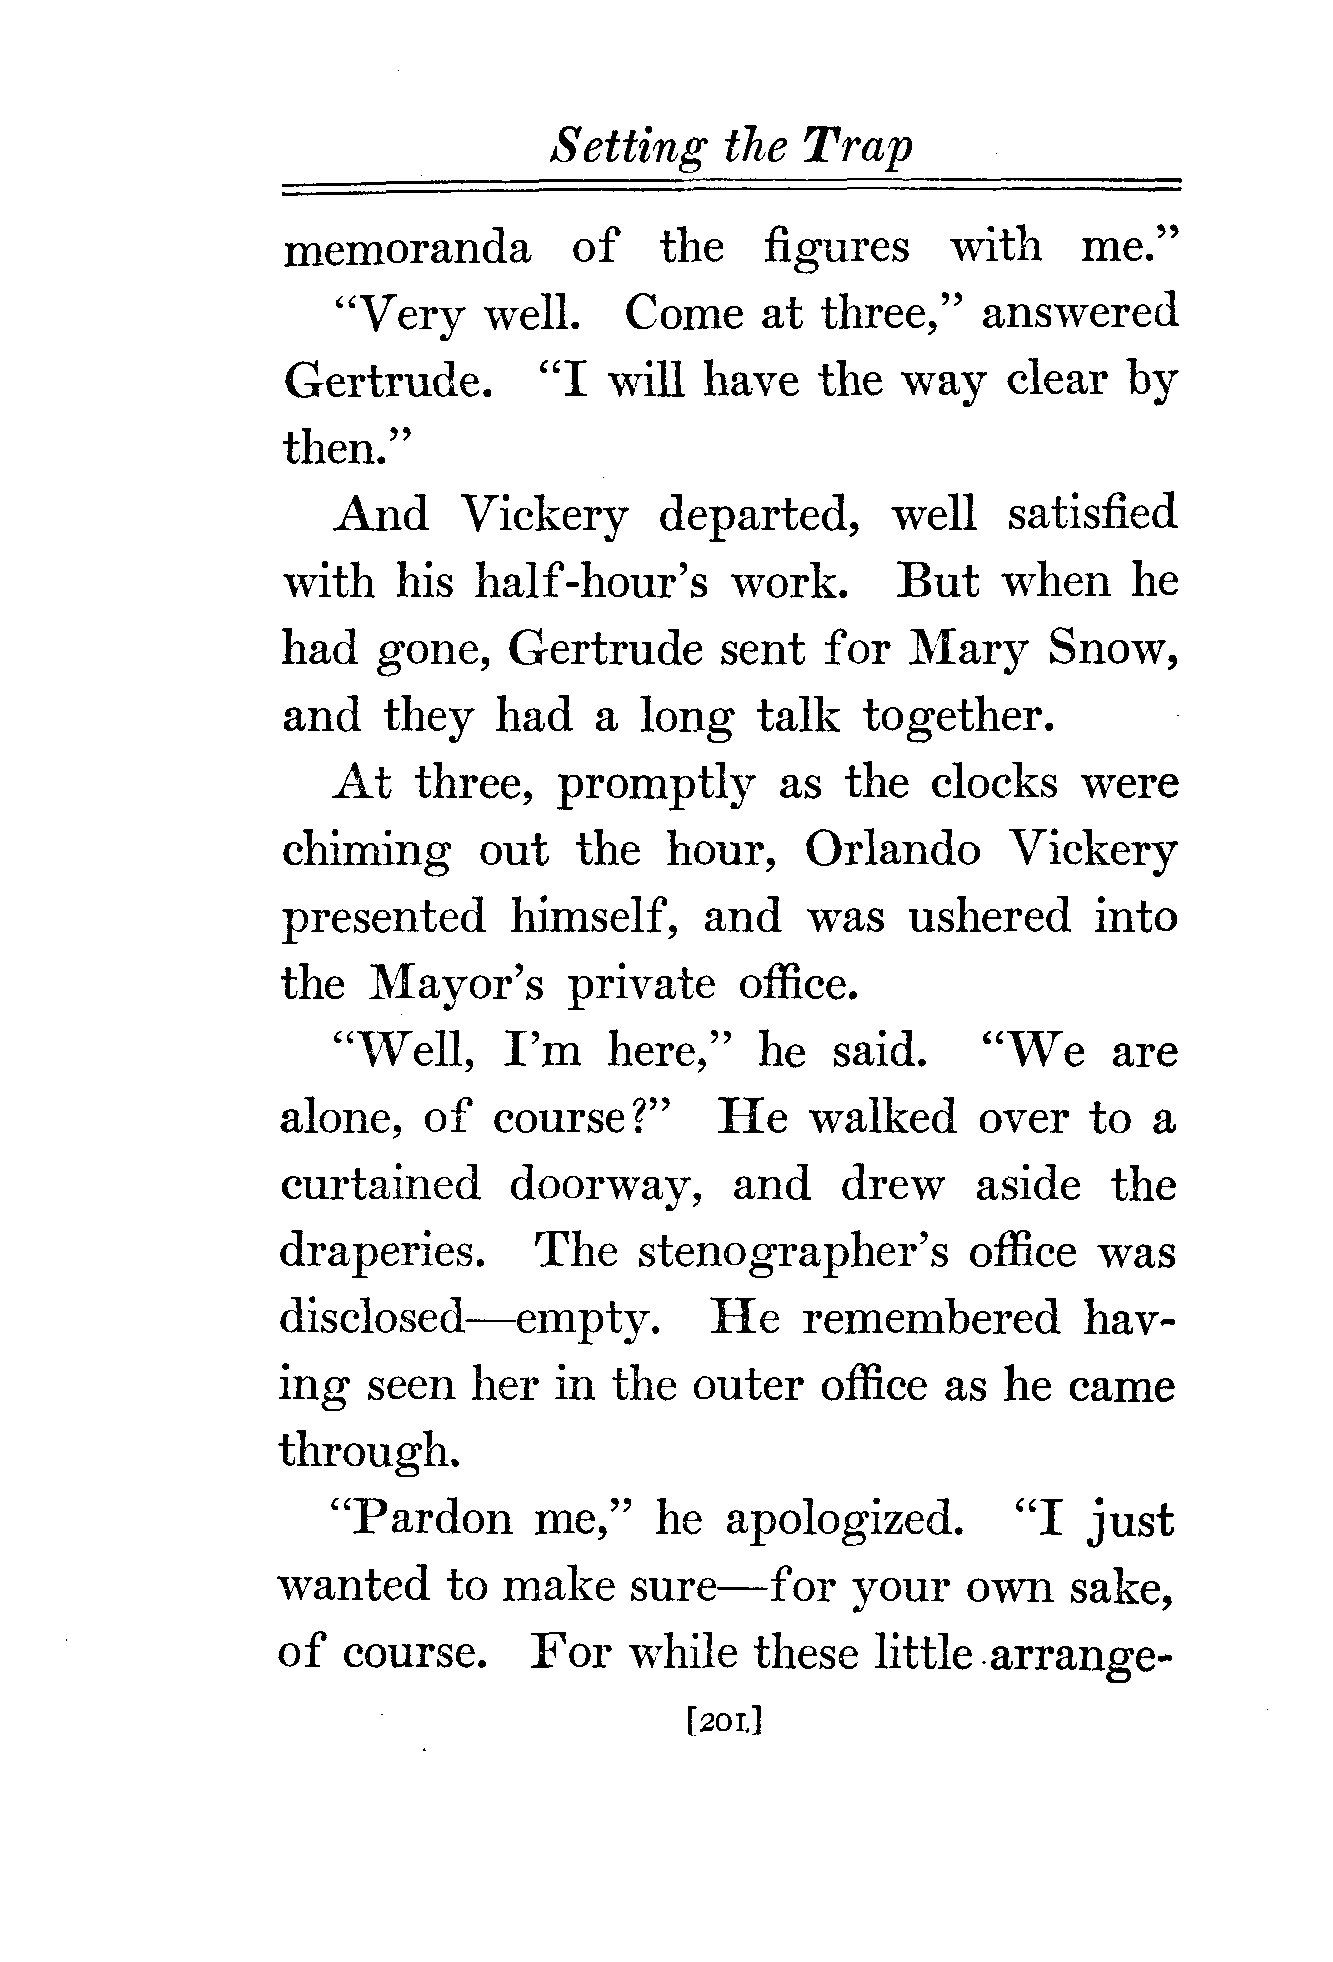 Setting the Trap
memoranda of the figures with me.”
“Very well. Come at three,” answered
Gertrude. “I will have the way clear by
then.”
And Vickery departed, well satisfied
with his half-hour’s work. But when he
had gone, Gertrude sent for Mary Snow,
and they had a long talk together.
At three, promptly as the clocks were
chiming out the hour, Orlando Vickery
presented himself, and was ushered into
the Mayor’s private office.
“Well, I’m here,” he said. “We are
alone, of course?” He walked over to a
curtained doorway, and drew aside the
draperies. The stenographer’s office was
disclosed—empty. He remembered hav-
ing seen her in the outer office as he came
through.
“Pardon me,” he apologized. “I just
wanted to make sure—for your own sake,
of course. For while these little arrange-
[201]